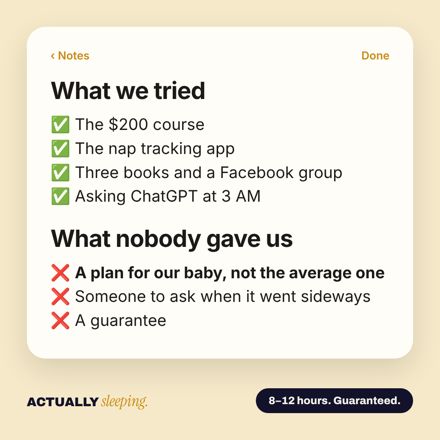 ‹ Notes Done
What we tried
✅ The $200 course
✅ The nap tracking app
✅ Three books and a Facebook group
✅ Asking ChatGPT at 3 AM
What nobody gave us
❌ A plan for our baby, not the average one
❌ Someone to ask when it went sideways
❌ A guarantee
ACTUALLY sleeping. 8–12 hours. Guaranteed.